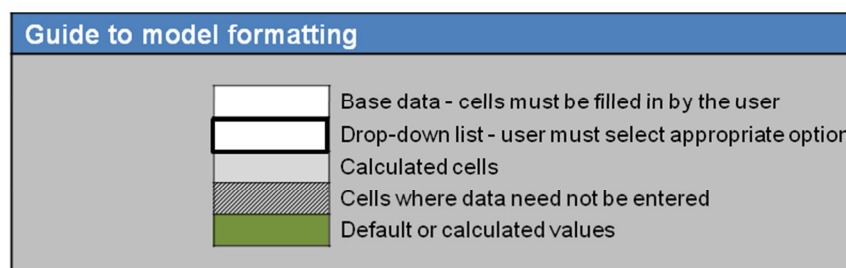 Guide to model formatting
Base data - cells must be filled in by the user
Drop-down list - user must select appropriate option
Calculated cells
Cells where data need not be entered
Default or calculated values